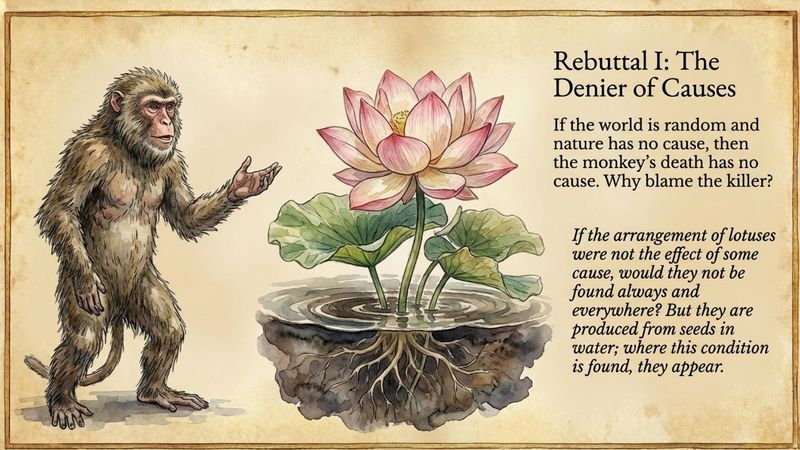 Rebuttal I: The
Denier of Causes
If the world is random and
nature has no cause, then
the monkey's death has no
cause. Why blame the killer?
If the arrangement of lotuses
were not the effect of some
cause, would they not be
found always and
everywhere? But they are
produced from seeds in
water; where this condition
is found, they appear.